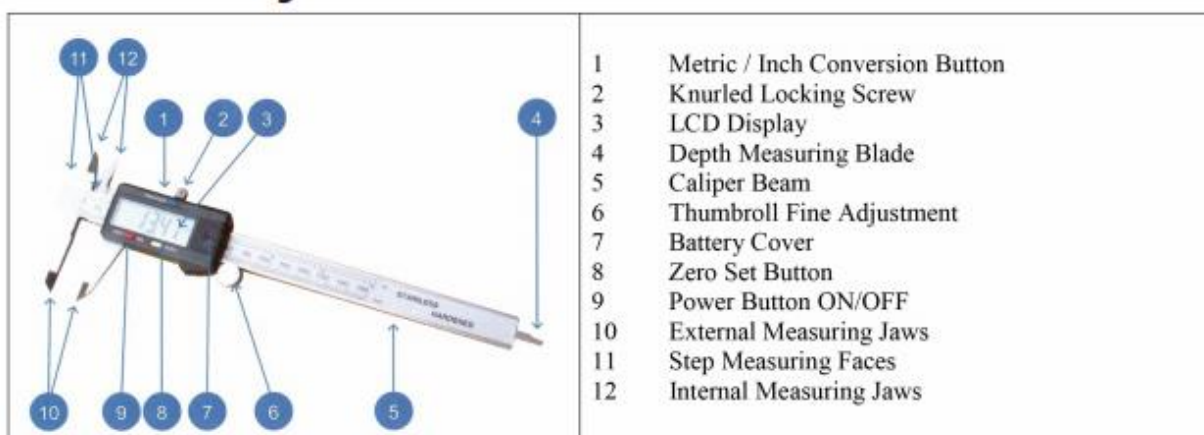 11
12
1
2
3
4
STAINLESS
HARDENED
10
9
8
7
6
5
1 Metric / Inch Conversion Button
2 Knurled Locking Screw
3 LCD Display
4 Depth Measuring Blade
5 Caliper Beam
6 Thumbroll Fine Adjustment
7 Battery Cover
8 Zero Set Button
9 Power Button ON/OFF
10 External Measuring Jaws
11 Step Measuring Faces
12 Internal Measuring Jaws